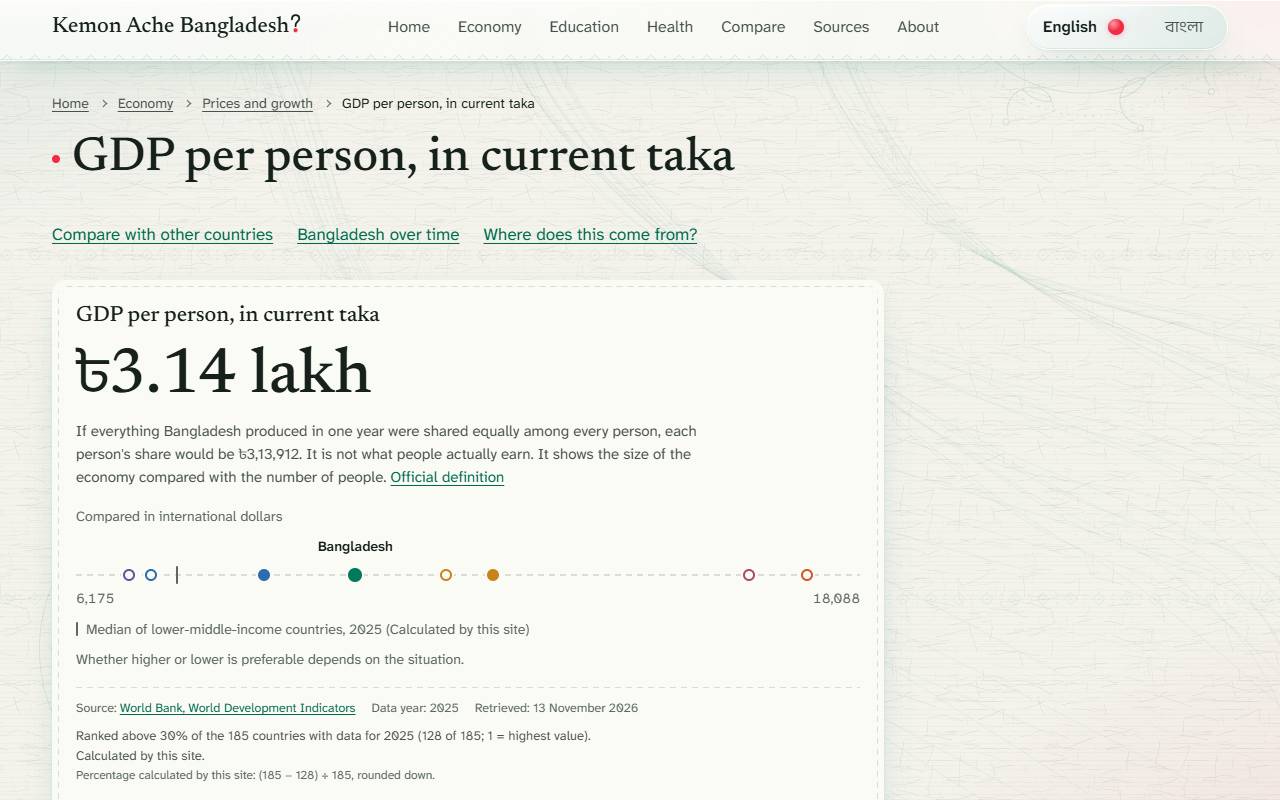 Kemon Ache Bangladesh?
Home Economy Education Health Compare Sources About
English বাংলা
Home > Economy > Prices and growth > GDP per person, in current taka
GDP per person, in current taka
Compare with other countries Bangladesh over time Where does this come from?
GDP per person, in current taka
৳3.14 lakh
If everything Bangladesh produced in one year were shared equally among every person, each
person's share would be ৳3,13,912. It is not what people actually earn. It shows the size of the
economy compared with the number of people. Official definition
Compared in international dollars
Bangladesh
6,175 18,088
Median of lower-middle-income countries, 2025 (Calculated by this site)
Whether higher or lower is preferable depends on the situation.
Source: World Bank, World Development Indicators Data year: 2025 Retrieved: 13 November 2026
Ranked above 30% of the 185 countries with data for 2025 (128 of 185; 1 = highest value).
Calculated by this site.
Percentage calculated by this site: (185 − 128) ÷ 185, rounded down.